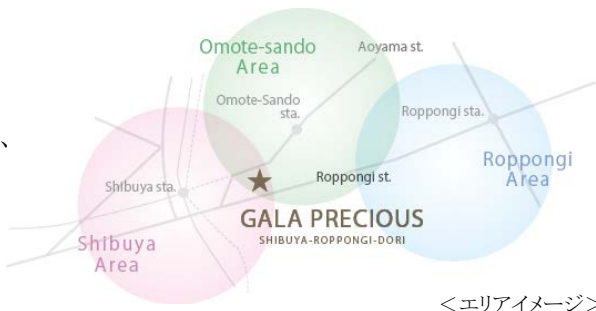 Omote-sando
Area
Aoyama st.
Omote-Sando
sta.
Roppongi sta.
、
Roppongi
Area
Roppongi st.
Shibuya sta.
GALA PRECIOUS
SHIBUYA-ROPPONGI-DORI
Shibuya
Area
＜エリアイメージ＞